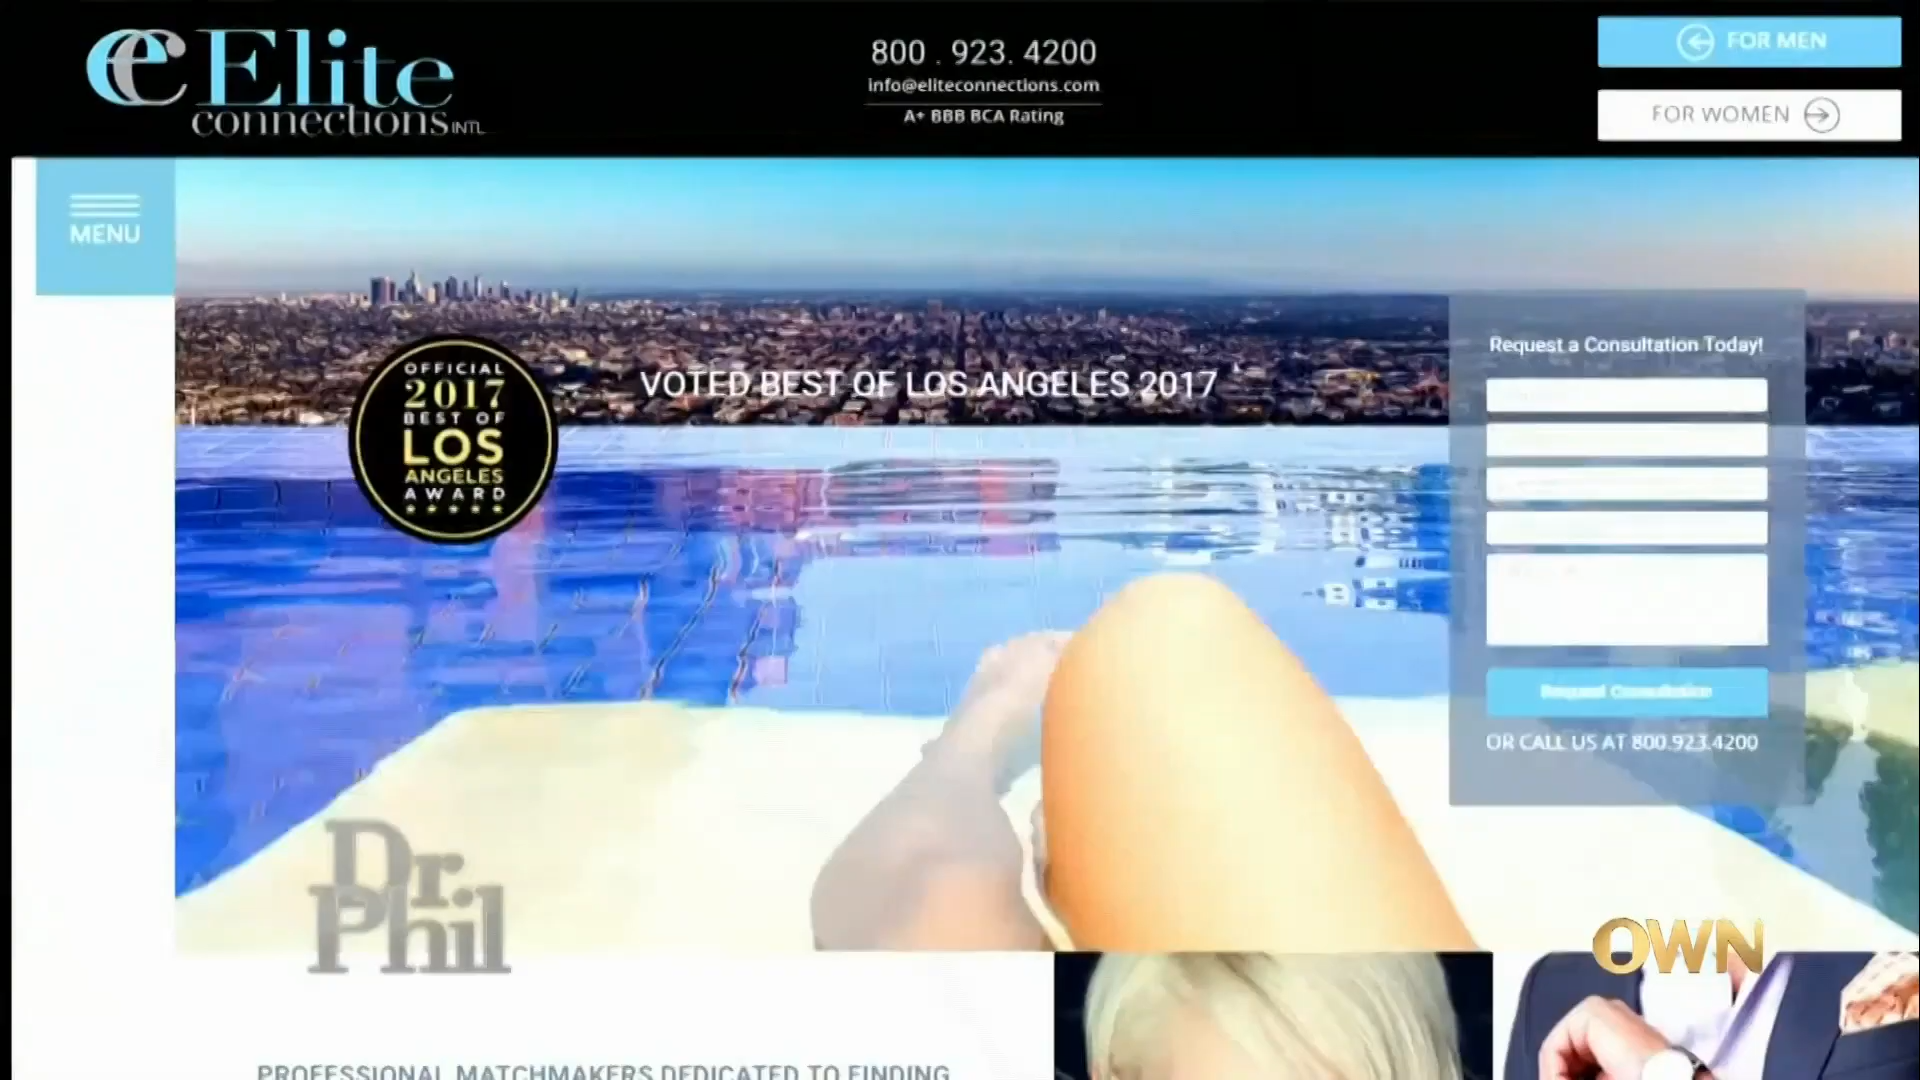 Elite
connections INTL
800 . 923. 4200
info@eliteconnections.com
A+ BBB BCA Rating
FOR MEN
FOR WOMEN
MENU
OFFICIAL
2017
BEST OF
LOS
ANGELES
AWARD
VOTED BEST OF LOS ANGELES 2017
Request a Consultation Today!
Request Consultation
OR CALL US AT 800.923.4200
Dr.
Phil
OWN
PROFESSIONAL MATCHMAKERS DEDICATED TO FINDING